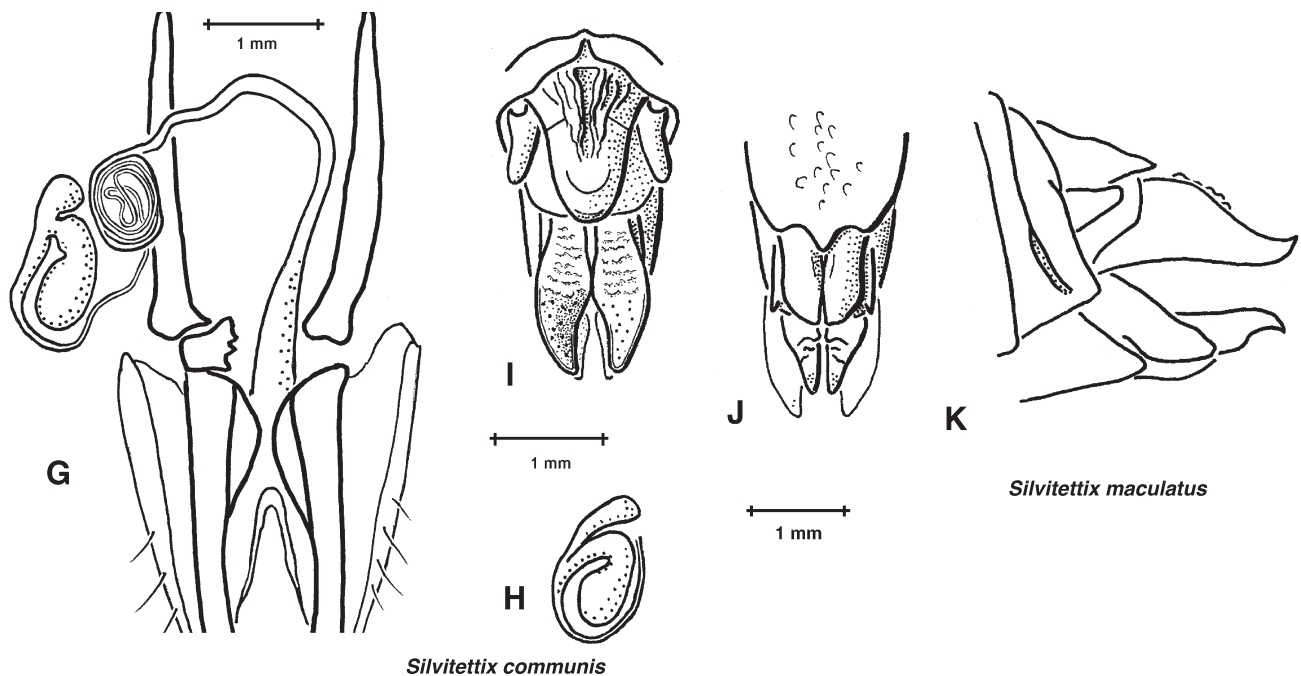 1 mm
I
J
K
G
1 mm
Silvitettix maculatus
1 mm
H
Silvitettix communis